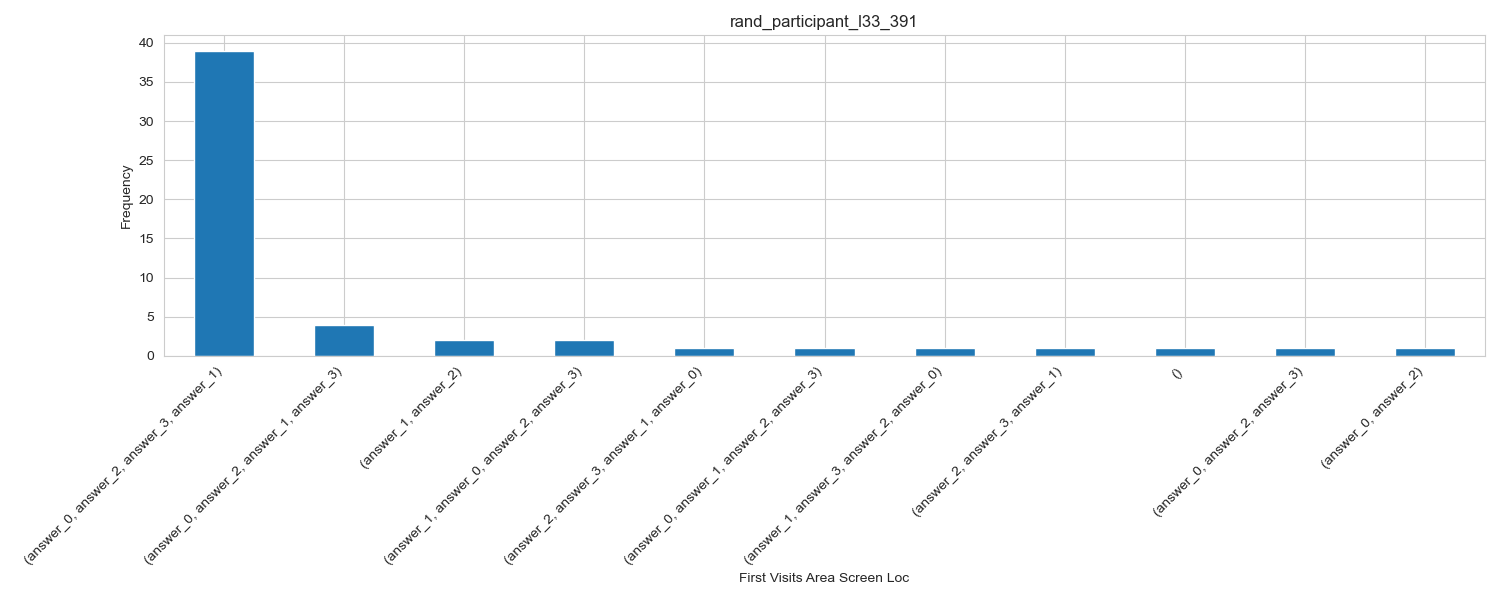 rand_participant_l33_391
40
35
30
25
20
15
10
5
0
Frequency
(answer_0, answer_2, answer_3, answer_1)
(answer_0, answer_2, answer_1, answer_3)
(answer_1, answer_2)
(answer_1, answer_0, answer_2, answer_3)
(answer_2, answer_3, answer_1, answer_0)
(answer_0, answer_1, answer_2, answer_3)
(answer_1, answer_3, answer_2, answer_0)
(answer_2, answer_3, answer_1)
()
(answer_0, answer_2, answer_3)
(answer_0, answer_2)
First Visits Area Screen Loc